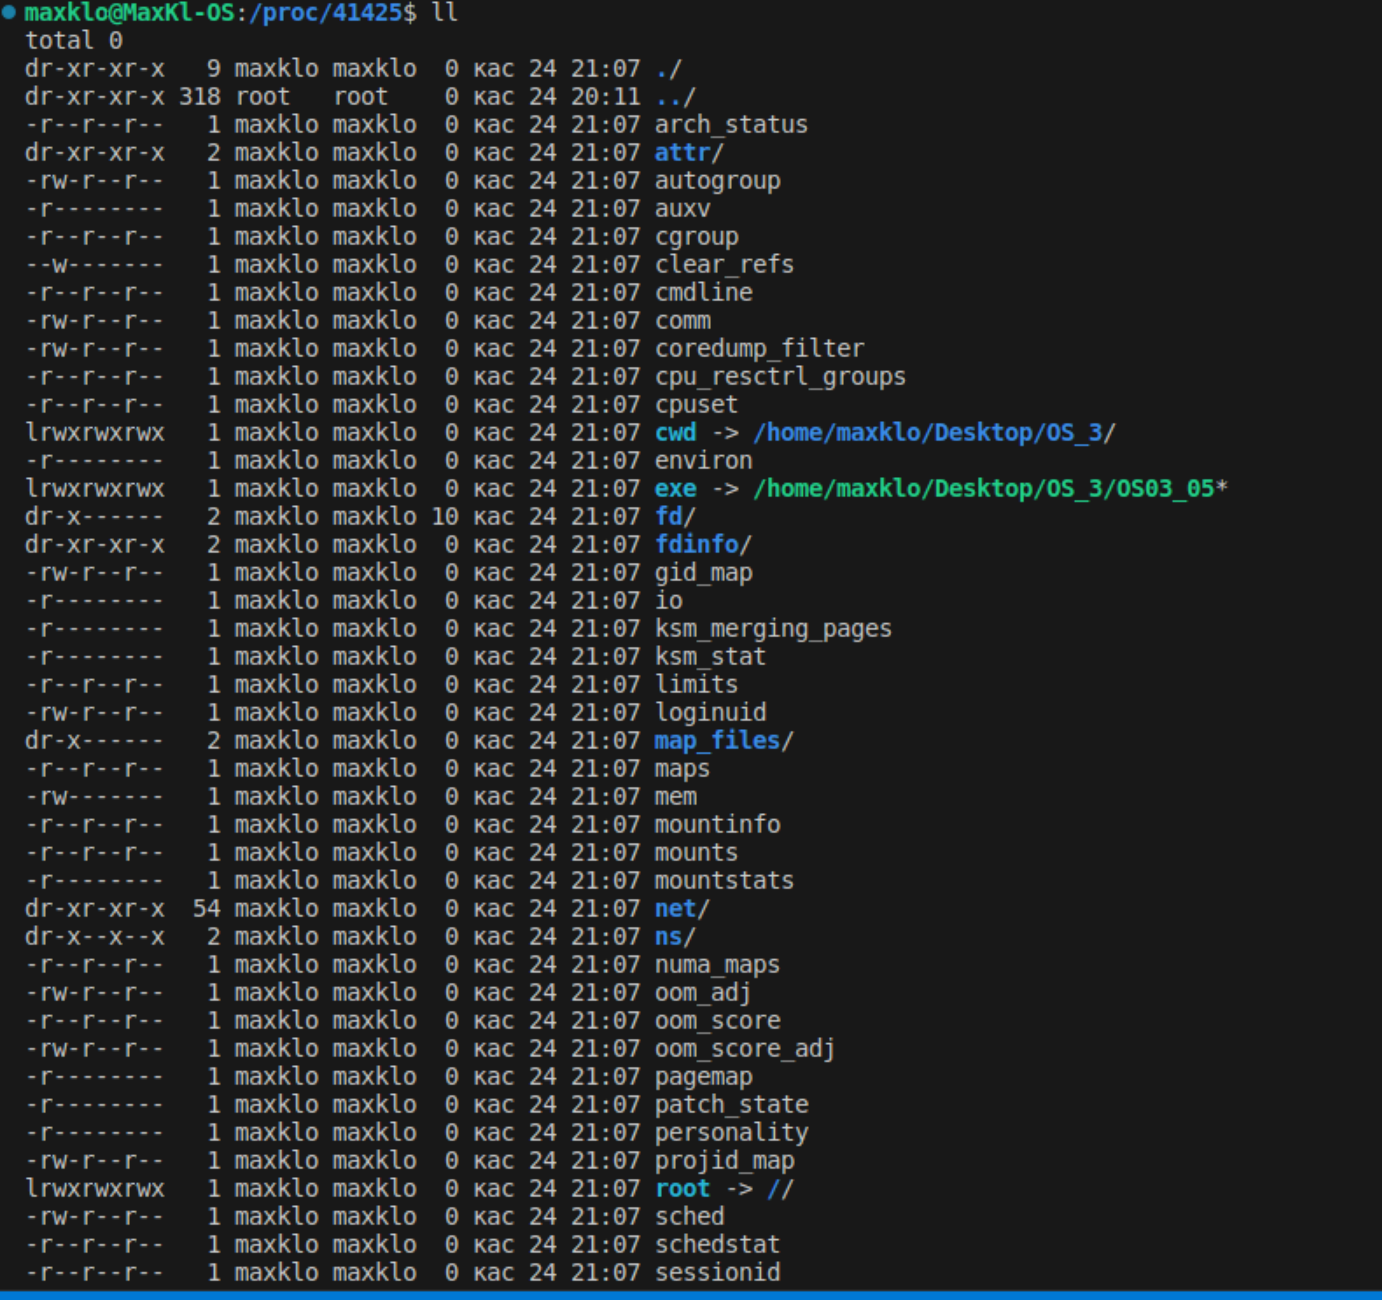 maxklo@MaxKl-OS:/proc/41425$ ll
total 0
dr-xr-xr-x   9 maxklo maxklo  0 кас 24 21:07 ./
dr-xr-xr-x 318 root   root    0 кас 24 20:11 ../
-r--r--r--   1 maxklo maxklo  0 кас 24 21:07 arch_status
dr-xr-xr-x   2 maxklo maxklo  0 кас 24 21:07 attr/
-rw-r--r--   1 maxklo maxklo  0 кас 24 21:07 autogroup
-r--------   1 maxklo maxklo  0 кас 24 21:07 auxv
-r--r--r--   1 maxklo maxklo  0 кас 24 21:07 cgroup
--w-------   1 maxklo maxklo  0 кас 24 21:07 clear_refs
-r--r--r--   1 maxklo maxklo  0 кас 24 21:07 cmdline
-rw-r--r--   1 maxklo maxklo  0 кас 24 21:07 comm
-rw-r--r--   1 maxklo maxklo  0 кас 24 21:07 coredump_filter
-r--r--r--   1 maxklo maxklo  0 кас 24 21:07 cpu_resctrl_groups
-r--r--r--   1 maxklo maxklo  0 кас 24 21:07 cpuset
lrwxrwxrwx   1 maxklo maxklo  0 кас 24 21:07 cwd -> /home/maxklo/Desktop/OS_3/
-r--------   1 maxklo maxklo  0 кас 24 21:07 environ
lrwxrwxrwx   1 maxklo maxklo  0 кас 24 21:07 exe -> /home/maxklo/Desktop/OS_3/OS03_05*
dr-x------   2 maxklo maxklo 10 кас 24 21:07 fd/
dr-xr-xr-x   2 maxklo maxklo  0 кас 24 21:07 fdinfo/
-rw-r--r--   1 maxklo maxklo  0 кас 24 21:07 gid_map
-r--------   1 maxklo maxklo  0 кас 24 21:07 io
-r--------   1 maxklo maxklo  0 кас 24 21:07 ksm_merging_pages
-r--------   1 maxklo maxklo  0 кас 24 21:07 ksm_stat
-r--r--r--   1 maxklo maxklo  0 кас 24 21:07 limits
-rw-r--r--   1 maxklo maxklo  0 кас 24 21:07 loginuid
dr-x------   2 maxklo maxklo  0 кас 24 21:07 map_files/
-r--r--r--   1 maxklo maxklo  0 кас 24 21:07 maps
-rw-------   1 maxklo maxklo  0 кас 24 21:07 mem
-r--r--r--   1 maxklo maxklo  0 кас 24 21:07 mountinfo
-r--r--r--   1 maxklo maxklo  0 кас 24 21:07 mounts
-r--------   1 maxklo maxklo  0 кас 24 21:07 mountstats
dr-xr-xr-x  54 maxklo maxklo  0 кас 24 21:07 net/
dr-x--x--x   2 maxklo maxklo  0 кас 24 21:07 ns/
-r--r--r--   1 maxklo maxklo  0 кас 24 21:07 numa_maps
-rw-r--r--   1 maxklo maxklo  0 кас 24 21:07 oom_adj
-r--r--r--   1 maxklo maxklo  0 кас 24 21:07 oom_score
-rw-r--r--   1 maxklo maxklo  0 кас 24 21:07 oom_score_adj
-r--------   1 maxklo maxklo  0 кас 24 21:07 pagemap
-r--------   1 maxklo maxklo  0 кас 24 21:07 patch_state
-r--------   1 maxklo maxklo  0 кас 24 21:07 personality
-rw-r--r--   1 maxklo maxklo  0 кас 24 21:07 projid_map
lrwxrwxrwx   1 maxklo maxklo  0 кас 24 21:07 root -> //
-rw-r--r--   1 maxklo maxklo  0 кас 24 21:07 sched
-r--r--r--   1 maxklo maxklo  0 кас 24 21:07 schedstat
-r--r--r--   1 maxklo maxklo  0 кас 24 21:07 sessionid